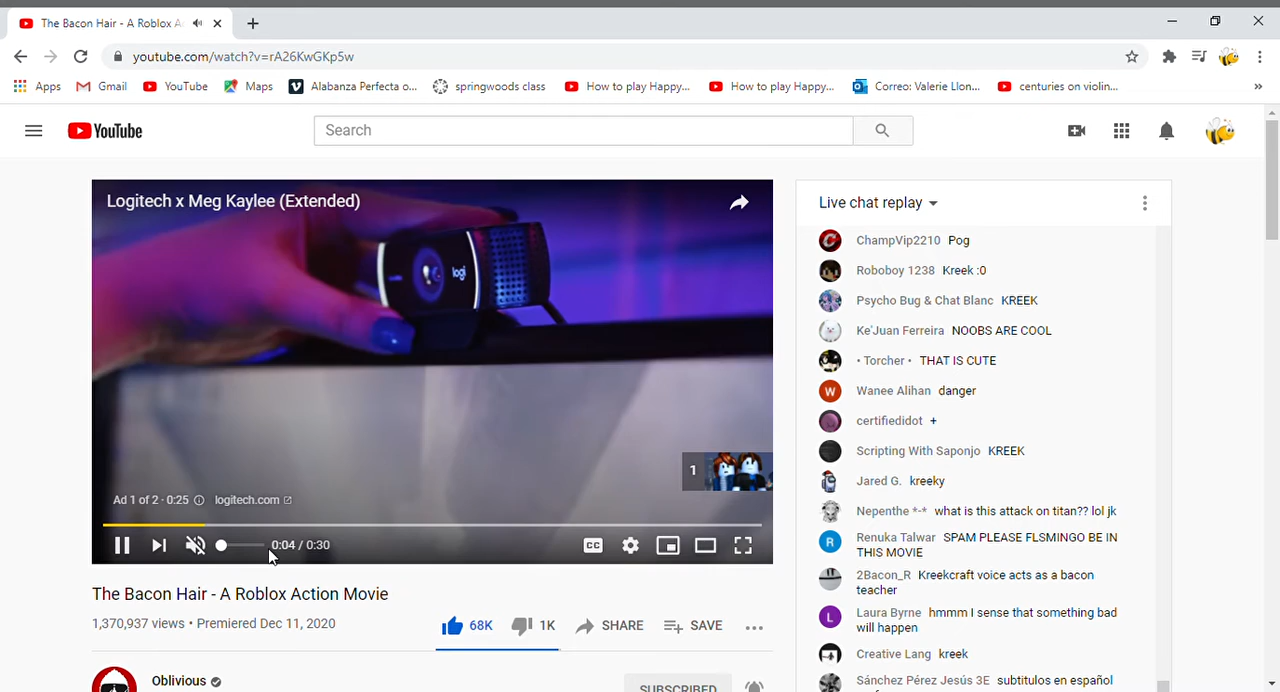 The Bacon Hair - A Roblox A
youtube.com/watch?v=rA26KwGKp5w
Apps
Gmail
YouTube
Maps
Alabanza Perfecta o...
springwoods class
How to play Happy...
How to play Happy...
Correo: Valerie Llon...
centuries on violin...
»
YouTube
Search
Logitech x Meg Kaylee (Extended)
logi
1
Ad 1 of 2 · 0:25
logitech.com
0:04 / 0:30
CC
The Bacon Hair - A Roblox Action Movie
1,370,937 views • Premiered Dec 11, 2020
68K
1K
SHARE
SAVE
Oblivious
SUBSCRIBED
Live chat replay
ChampVip2210 Pog
Roboboy 1238 Kreek :0
Psycho Bug & Chat Blanc KREEK
Ke'Juan Ferreira NOOBS ARE COOL
• Torcher • THAT IS CUTE
W
Wanee Alihan danger
certifiedidot +
Scripting With Saponjo KREEK
Jared G. kreeky
Nepenthe *-* what is this attack on titan?? lol jk
R
Renuka Talwar SPAM PLEASE FLSMINGO BE IN
THIS MOVIE
2Bacon_R Kreekcraft voice acts as a bacon
teacher
L
Laura Byrne hmmm I sense that something bad
will happen
Creative Lang kreek
Sánchez Pérez Jesús 3E subtitulos en español